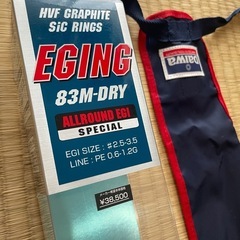 HVF GRAPHITE
SiC RINGS
EGING
83M-DRY
ALLROUND EGI
SPECIAL
EGI SIZE : #2.5-3.5
LINE : PE 0.6-1.2G
¥38,500
Daiwa